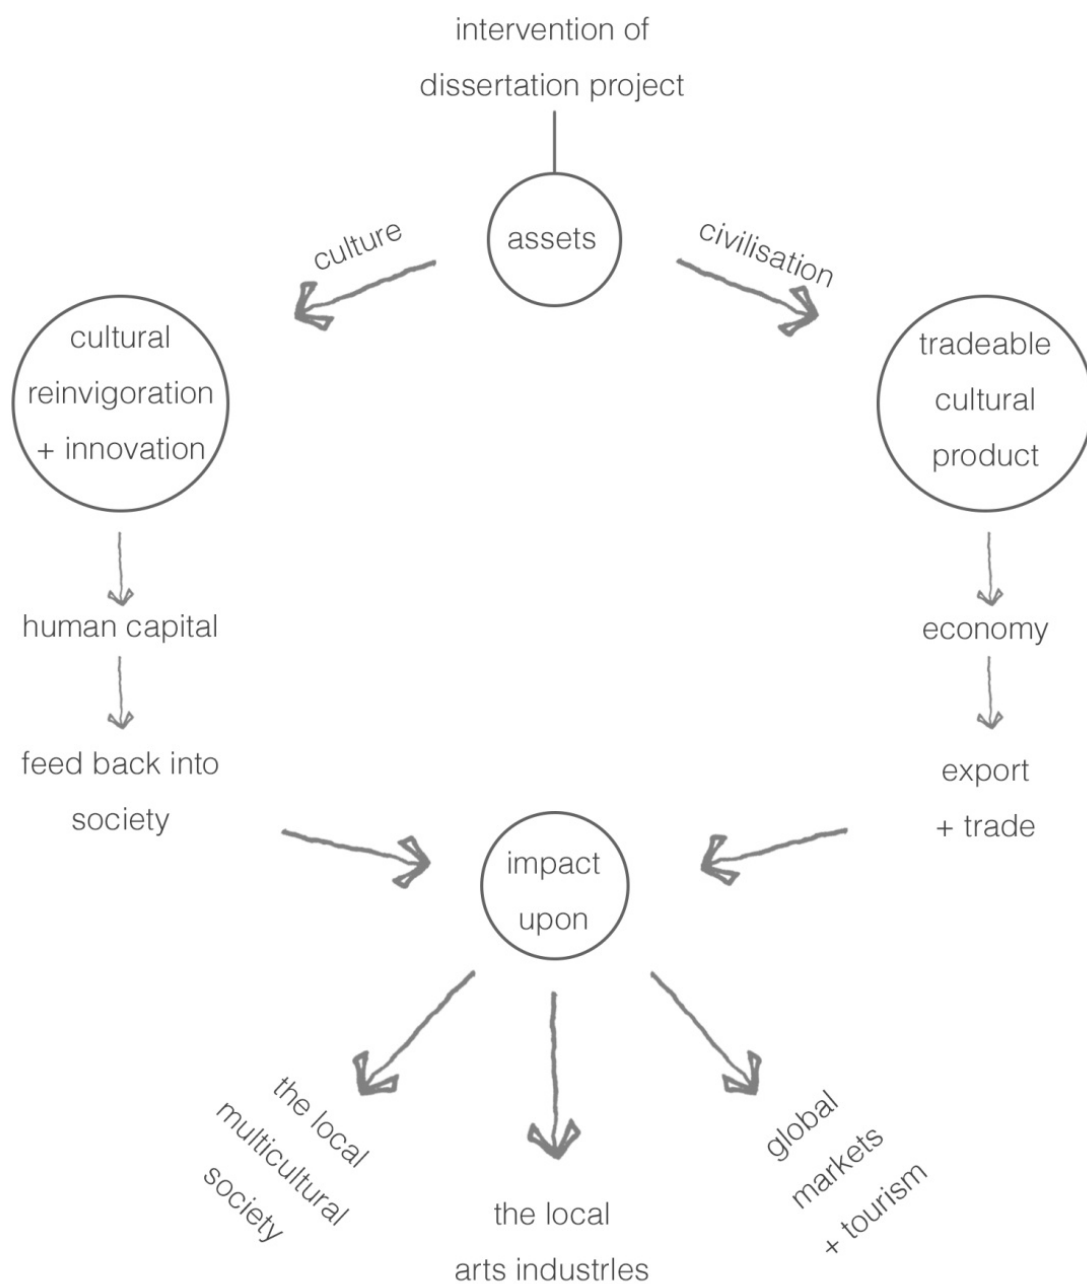 intervention of
dissertation project
assets
culture
civilisation
cultural
reinvigoration
+ innovation
tradeable
cultural
product
human capital
economy
feed back into
society
export
+ trade
impact
upon
the local
multicultural
society
the local
arts industries
global
markets
+ tourism